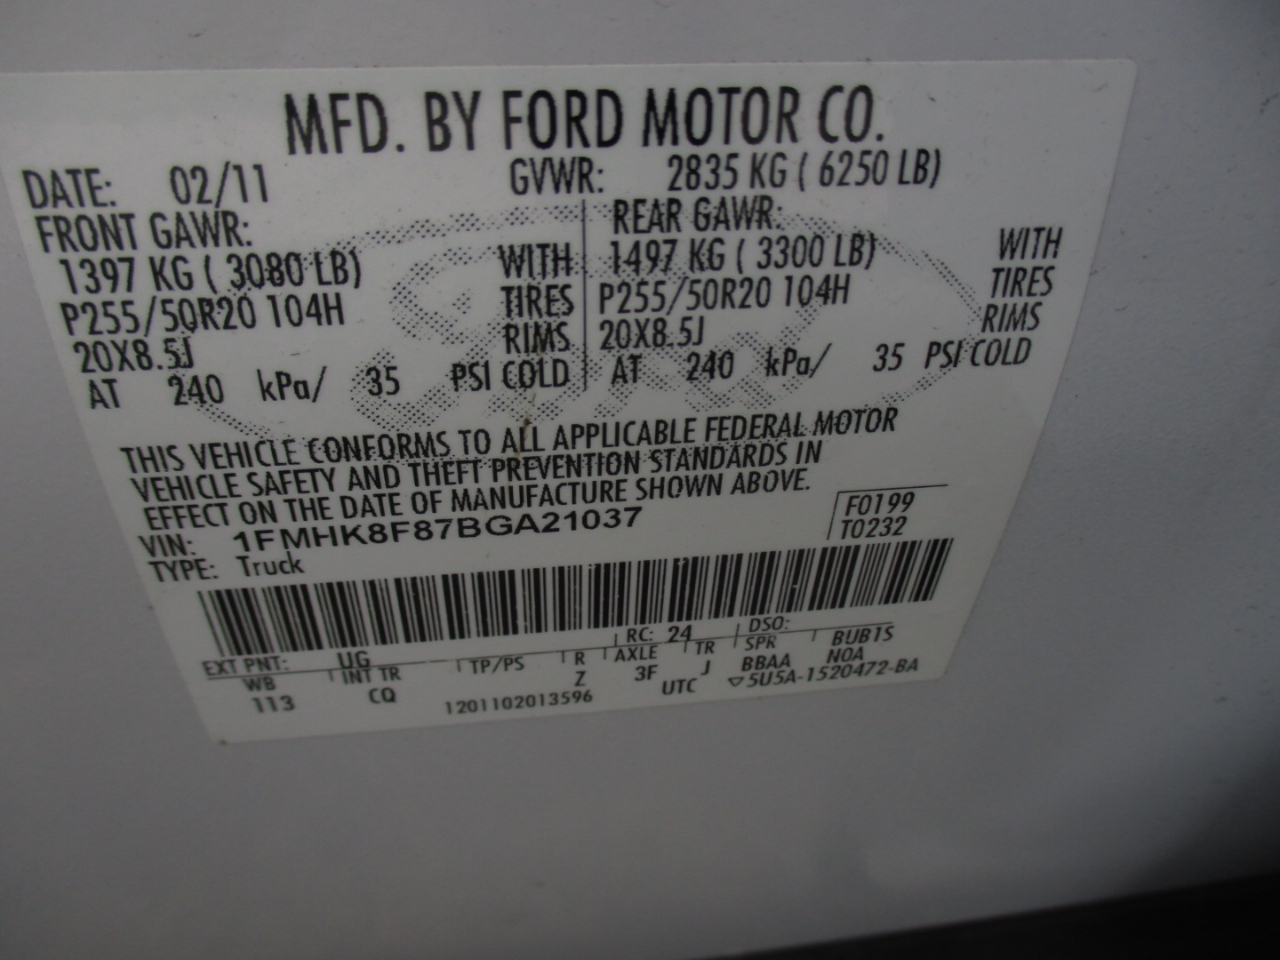 MFD. BY FORD MOTOR CO.
DATE: 02/11 GVWR: 2835 KG ( 6250 LB)
FRONT GAWR: REAR GAWR:
1397 KG ( 3080 LB) WITH 1497 KG ( 3300 LB) WITH
P255/50R20 104H TIRES P255/50R20 104H TIRES
20X8.5J RIMS 20X8.5J RIMS
AT 240 kPa/ 35 PSI COLD AT 240 kPa/ 35 PSI COLD
THIS VEHICLE CONFORMS TO ALL APPLICABLE FEDERAL MOTOR
VEHICLE SAFETY AND THEFT PREVENTION STANDARDS IN
EFFECT ON THE DATE OF MANUFACTURE SHOWN ABOVE.
VIN: 1FMHK8F87BGA21037 F0199
TYPE: Truck T0232
EXT PNT: UG RC: 24 DSO:
WB INT TR TP/PS R AXLE TR SPR BUB1S
113 CQ Z 3F J BBAA N0A
1201102013596 UTC ▽5U5A-1520472-BA